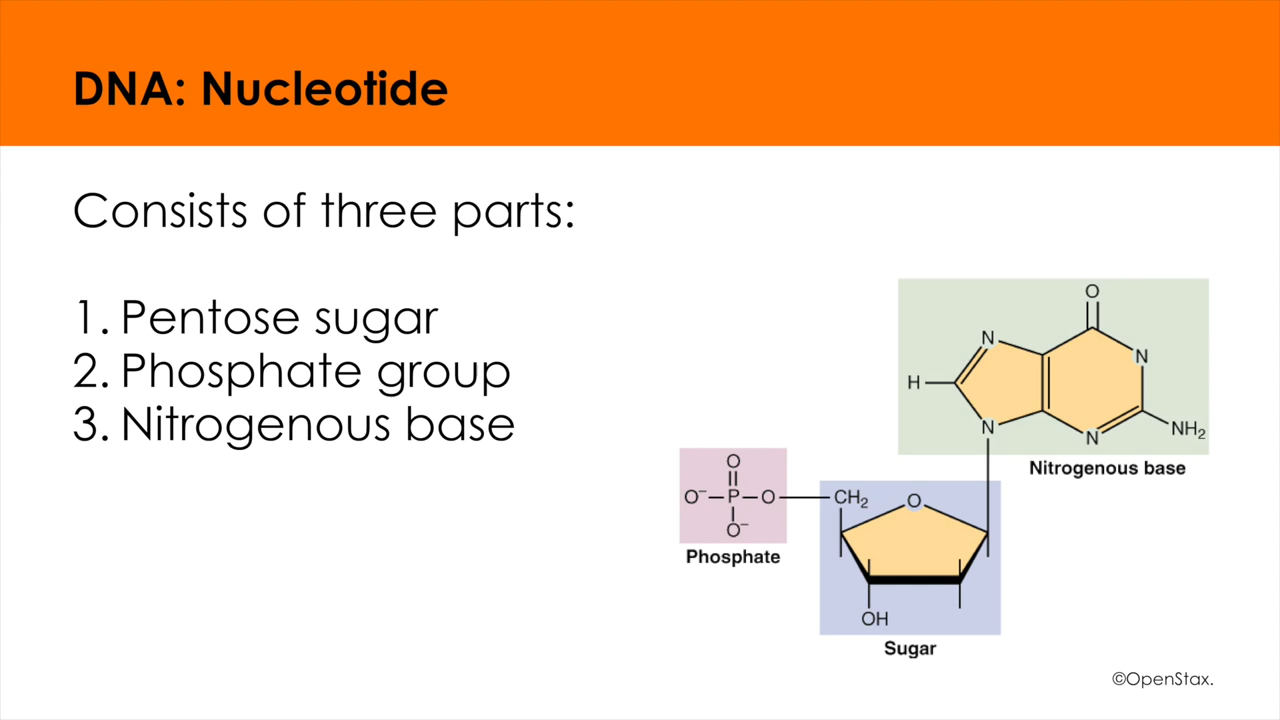 DNA: Nucleotide
Consists of three parts:
1. Pentose sugar
2. Phosphate group
3. Nitrogenous base
O
N
N
H
N
N
NH₂
Nitrogenous base
O
O⁻ P O
O⁻
Phosphate
CH₂
O
OH
Sugar
©OpenStax.